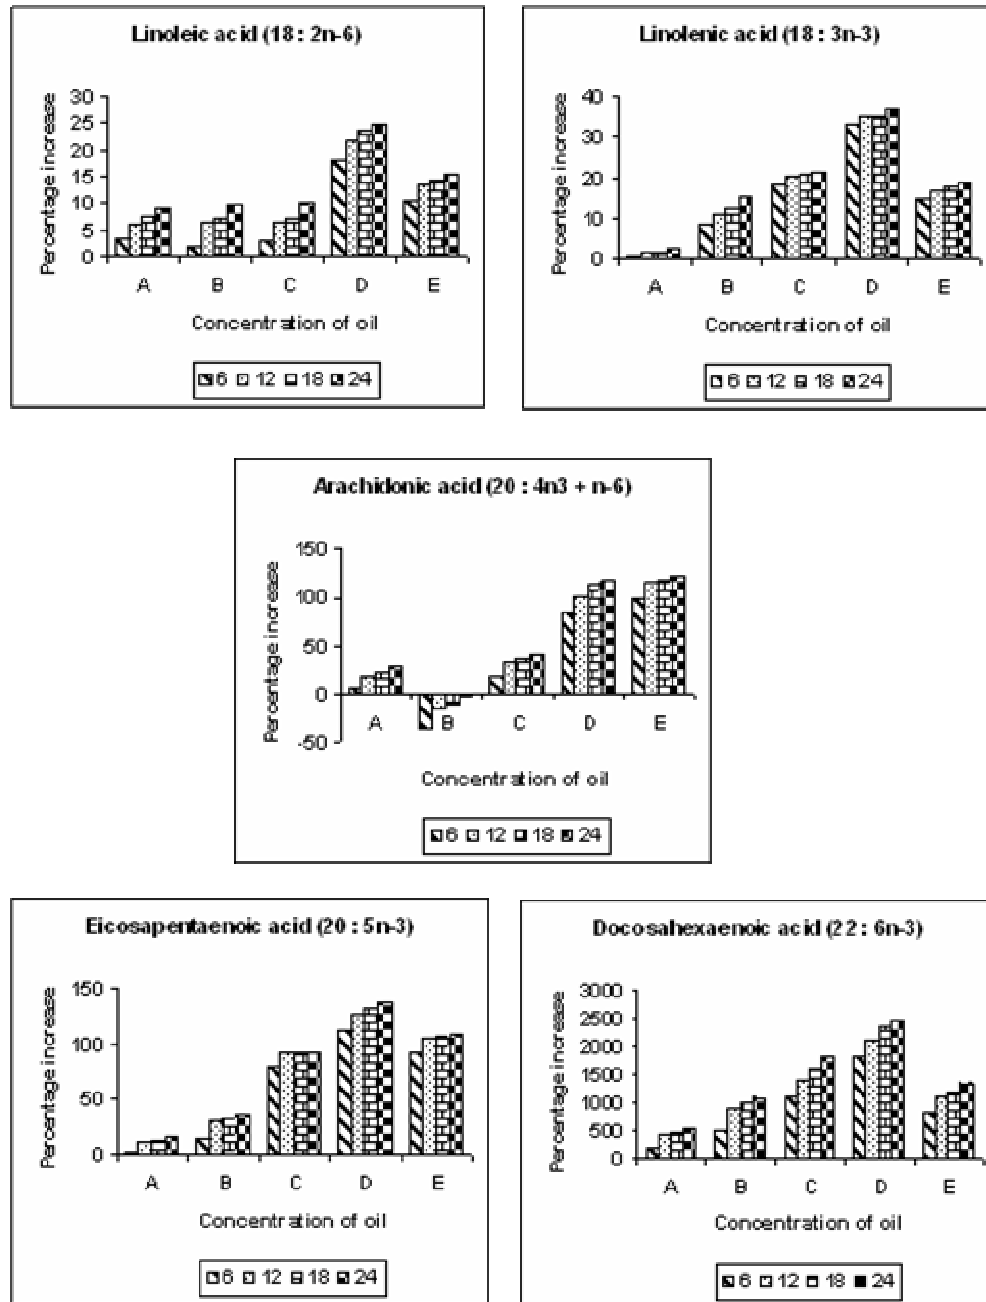 Linoleic acid (18 : 2n-6)
Percentage increase
30
25
20
15
10
5
0
A B C D E
Concentration of oil
6 12 18 24
Linolenic acid (18 : 3n-3)
Percentage increase
40
30
20
10
0
A B C D E
Concentration of oil
6 12 18 24
Arachidonic acid (20 : 4n3 + n-6)
Percentage increase
150
100
50
0
-50
A B C D E
Concentration of oil
6 12 18 24
Eicosapentaenoic acid (20 : 5n-3)
Percentage increase
150
100
50
0
A B C D E
Concentration of oil
6 12 18 24
Docosahexaenoic acid (22 : 6n-3)
Percentage increase
3000
2500
2000
1500
1000
500
0
A B C D E
Concentration of oil
6 12 18 24